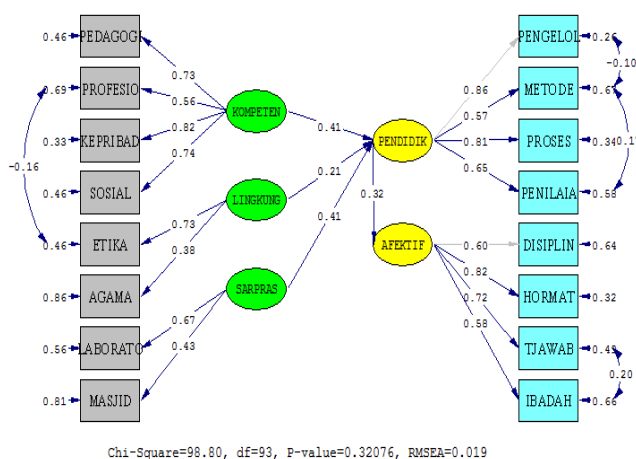 0.46 PEDAGOGI
0.69 PROFESIO
0.33 KEPRIBAD
0.46 SOSIAL
0.46 ETIKA
0.86 AGAMA
0.56 LABORATO
0.81 MASJID
-0.16
0.73
0.56
0.82
0.74
0.73
0.38
0.67
0.43
KOMPETEN
LINGKUNG
SARPRAS
0.41
0.21
0.41
PENDIDIK
0.32
AFEKTIF
0.86
0.57
0.81
0.65
0.60
0.82
0.72
0.58
PENGELOL 0.26
METODE
PROSES 0.34
PENILAIA 0.58
DISIPLIN 0.64
HORMAT 0.32
TJAWAB
IBADAH 0.66
-0.10
0.20
Chi-Square=98.80, df=93, P-value=0.32076, RMSEA=0.019